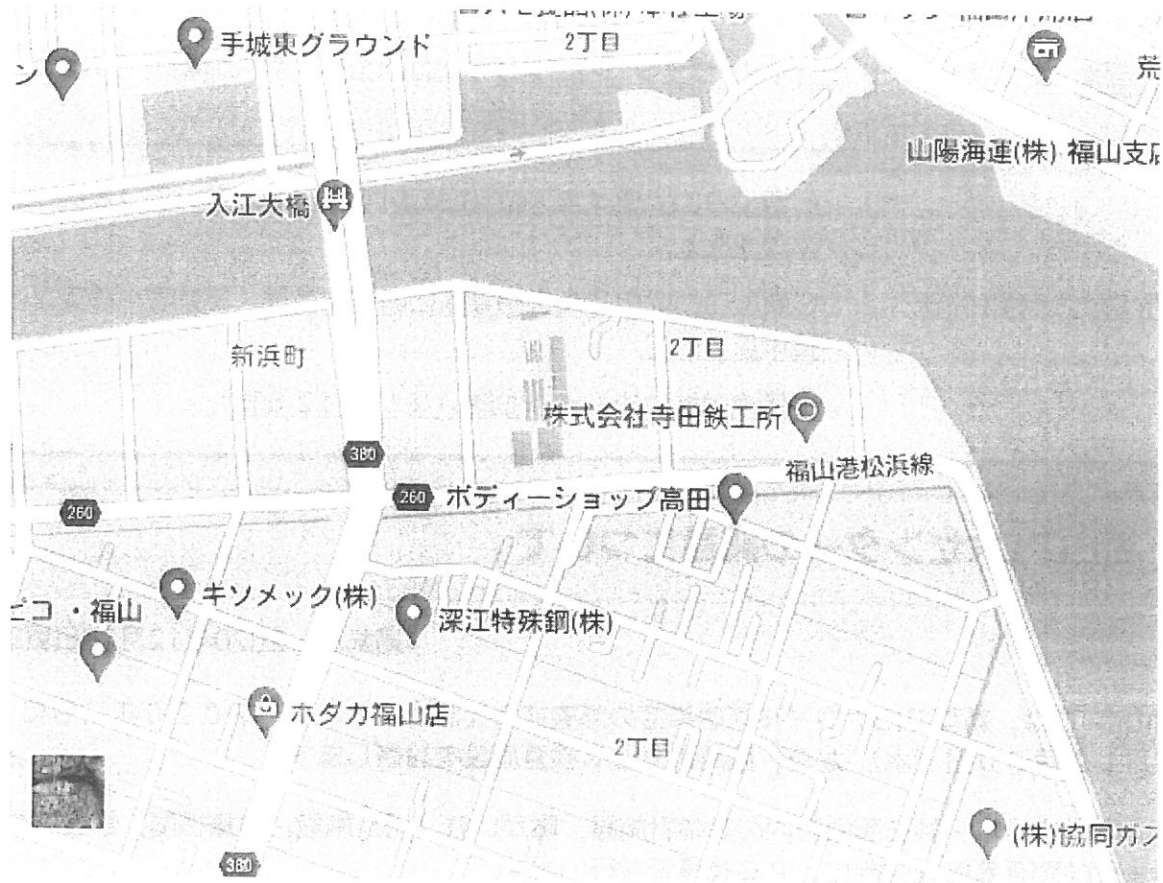 2丁目
手城東グラウンド
ン
荒
山陽海運(株) 福山支店
入江大橋
新浜町
2丁目
株式会社寺田鉄工所
380
福山港松浜線
260
260
ボディーショップ高田
キソメック(株)
ピコ・福山
深江特殊鋼(株)
ホダカ福山店
2丁目
(株)協同ガス
380